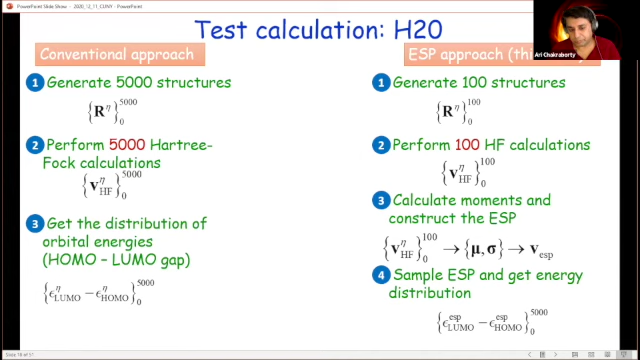 PowerPoint Slide Show - 2020_12_11_CUNY - PowerPoint
Test calculation: H20
Conventional approach
1 Generate 5000 structures
{R^η}_0^5000
2 Perform 5000 Hartree-
Fock calculations
{v_HF^η}_0^5000
3 Get the distribution of
orbital energies
(HOMO – LUMO gap)
{ϵ_LUMO^η − ϵ_HOMO^η}_0^5000
ESP approach (thi
1 Generate 100 structures
{R^η}_0^100
2 Perform 100 HF calculations
{v_HF^η}_0^100
3 Calculate moments and
construct the ESP
{v_HF^η}_0^100 → {μ, σ} → v_esp
4 Sample ESP and get energy
distribution
{ϵ_LUMO^esp − ϵ_HOMO^esp}_0^5000
Ari Chakraborty